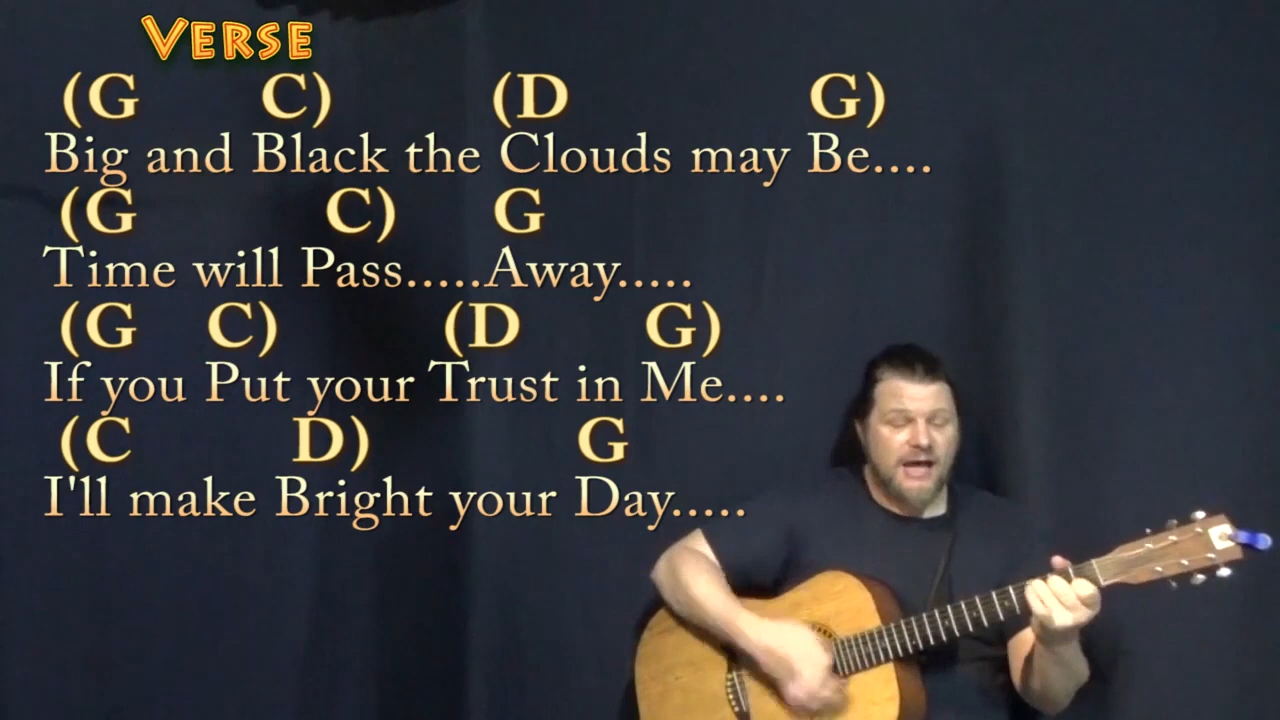 VERSE
(G C) (D G)
Big and Black the Clouds may Be....
(G C) G
Time will Pass.....Away.....
(G C) (D G)
If you Put your Trust in Me....
(C D) G
I'll make Bright your Day.....